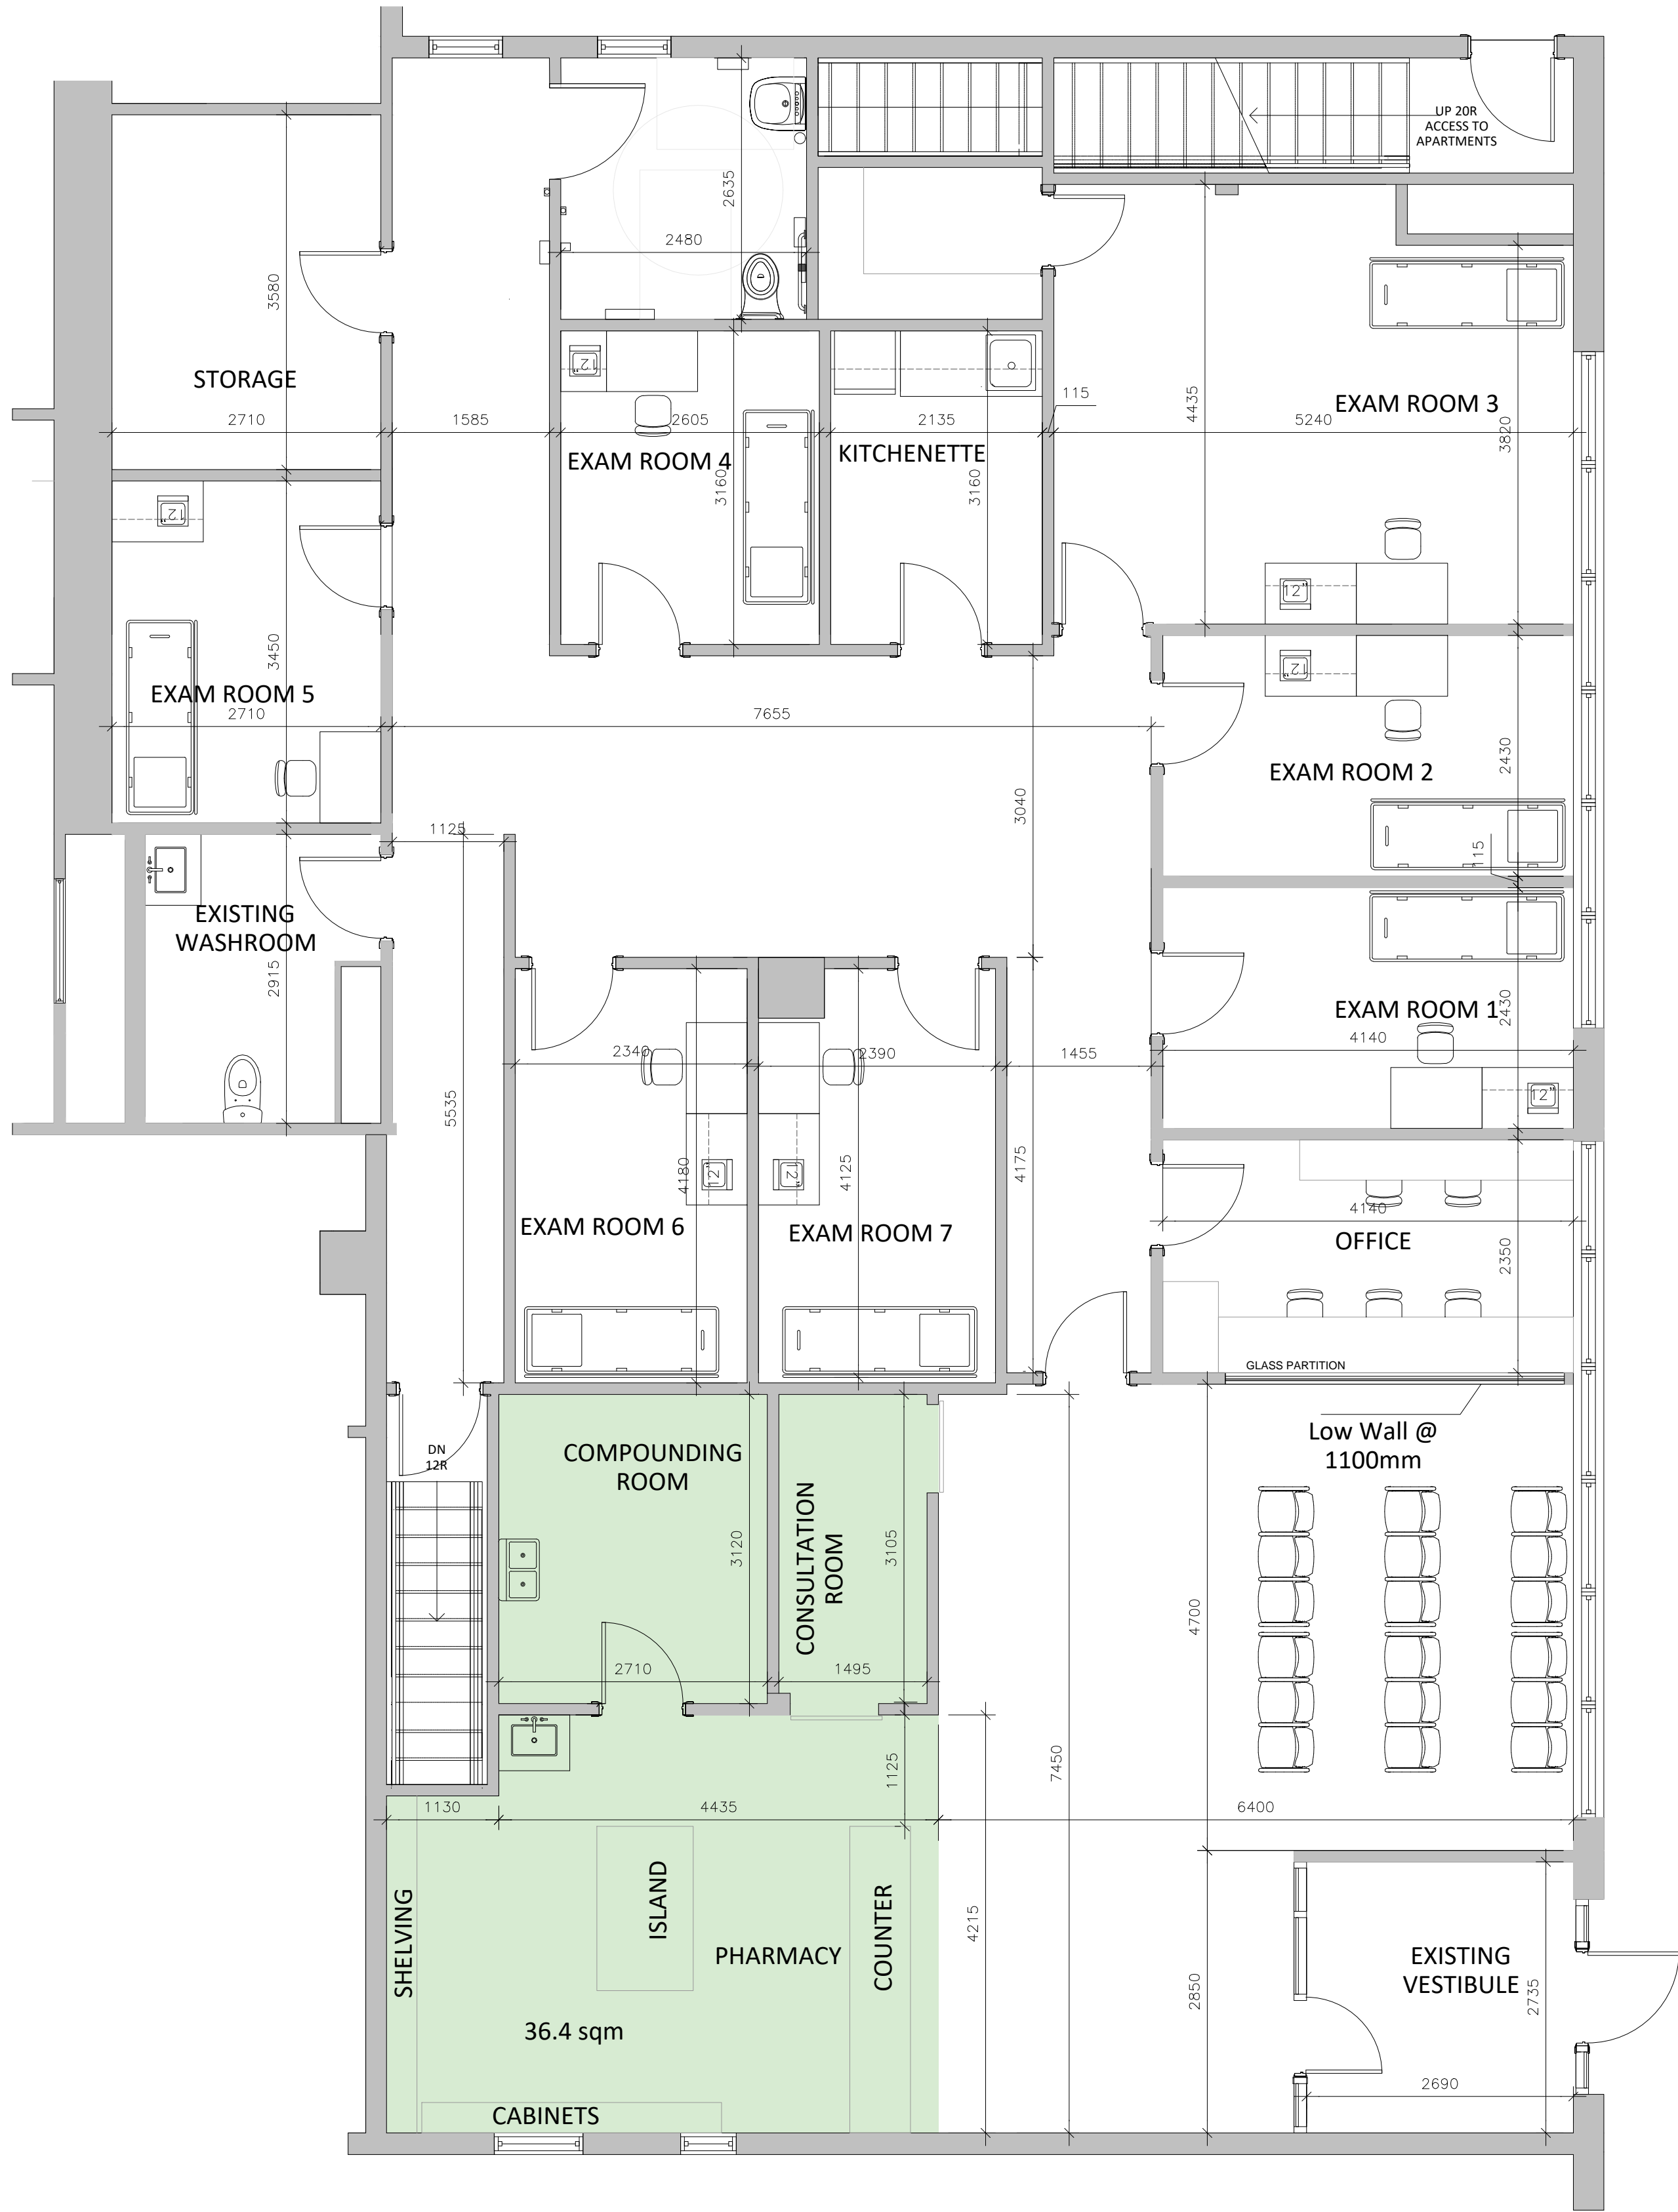 UP 20R
ACCESS TO
APARTMENTS
2635
2480
3580
STORAGE
2710
1585
2605
2135
115
4435
EXAM ROOM 3
5240
3820
EXAM ROOM 4
KITCHENETTE
3160
3160
12"
12"
12"
12"
3450
EXAM ROOM 5
2710
7655
EXAM ROOM 2
2430
3040
1125
115
EXISTING
WASHROOM
2915
EXAM ROOM 1
2430
4140
12"
2340
2390
1455
5535
4180
12"
12"
4125
4175
EXAM ROOM 6
EXAM ROOM 7
4140
OFFICE
2350
GLASS PARTITION
Low Wall @
1100mm
DN
12R
COMPOUNDING
ROOM
CONSULTATION
ROOM
3120
3105
4700
2710
1495
1125
7450
1130
4435
6400
SHELVING
ISLAND
PHARMACY
COUNTER
4215
2850
EXISTING
VESTIBULE
2735
36.4 sqm
2690
CABINETS